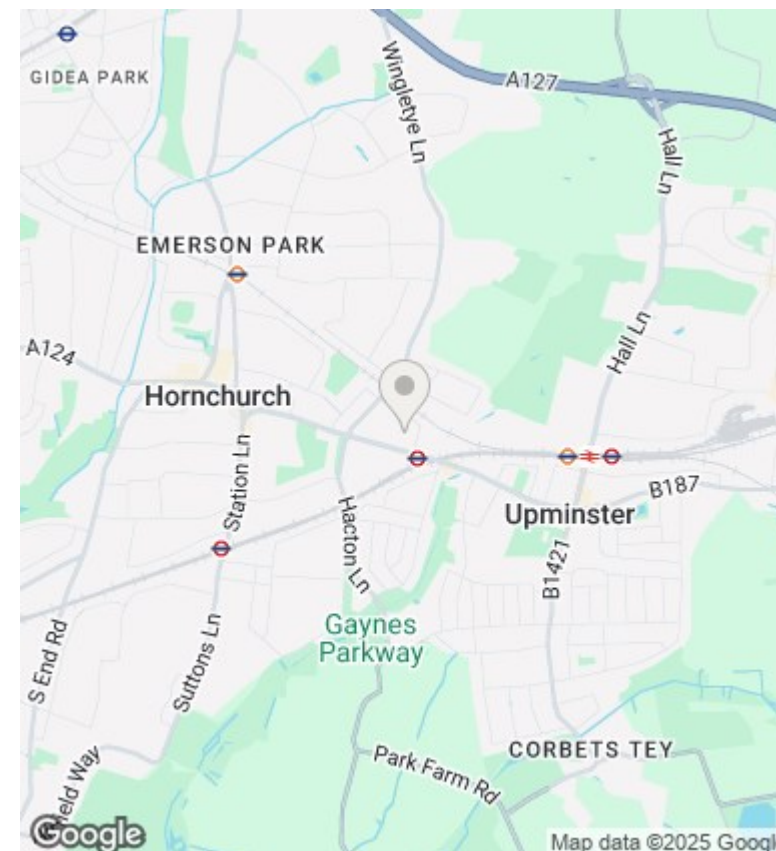 GIDEA PARK
Wingletye Ln
A127
Hall Ln
EMERSON PARK
A124
Hall Ln
Hornchurch
Station Ln
B187
Upminster
Hacton Ln
B1421
Gaynes
Parkway
S End Rd
Suttons Ln
CORBETS TEY
Park Farm Rd
Way
Google
Map data ©2025 Googl